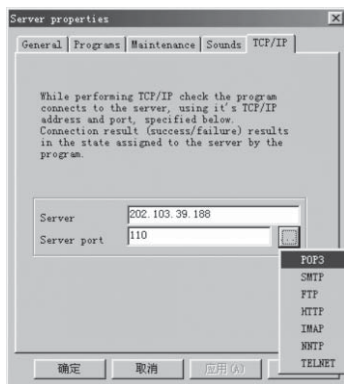 Server properties
General Programs Maintenance Sounds TCP/IP
While performing TCP/IP check the program
connects to the server, using it's TCP/IP
address and port, specified below.
Connection result (success/failure) results
in the state assigned to the server by the
program.
Server 202.103.39.188
Server port 110 ...
POP3
SMTP
FTP
HTTP
IMAP
NNTP
TELNET
确定 取消 应用(A)